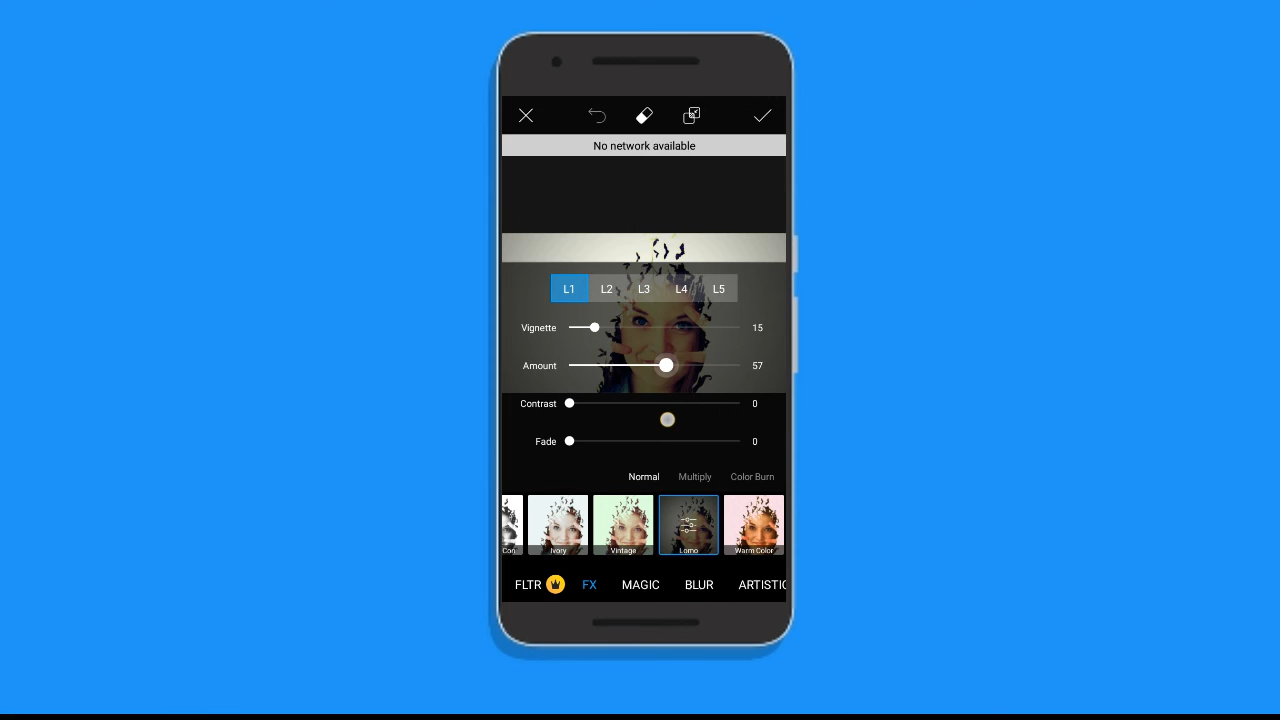 No network available
L1 L2 L3 L4 L5
Vignette 15
Amount 57
Contrast 0
Fade 0
Normal Multiply Color Burn
Con Ivory Vintage Lomo Warm Color
FLTR FX MAGIC BLUR ARTISTIC